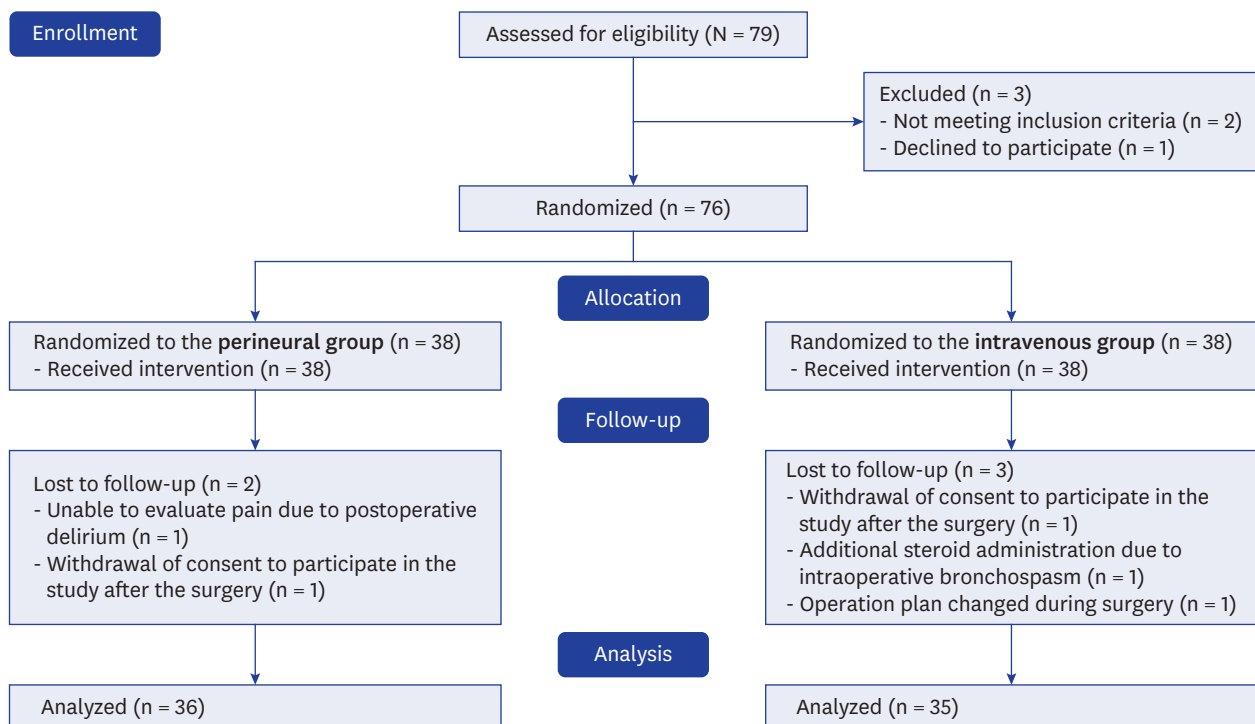 Enrollment
Assessed for eligibility (N = 79)
Excluded (n = 3)
- Not meeting inclusion criteria (n = 2)
- Declined to participate (n = 1)
Randomized (n = 76)
Allocation
Randomized to the perineural group (n = 38)
- Received intervention (n = 38)
Randomized to the intravenous group (n = 38)
- Received intervention (n = 38)
Follow-up
Lost to follow-up (n = 2)
- Unable to evaluate pain due to postoperative
delirium (n = 1)
- Withdrawal of consent to participate in the
study after the surgery (n = 1)
Lost to follow-up (n = 3)
- Withdrawal of consent to participate in the
study after the surgery (n = 1)
- Additional steroid administration due to
intraoperative bronchospasm (n = 1)
- Operation plan changed during surgery (n = 1)
Analysis
Analyzed (n = 36)
Analyzed (n = 35)